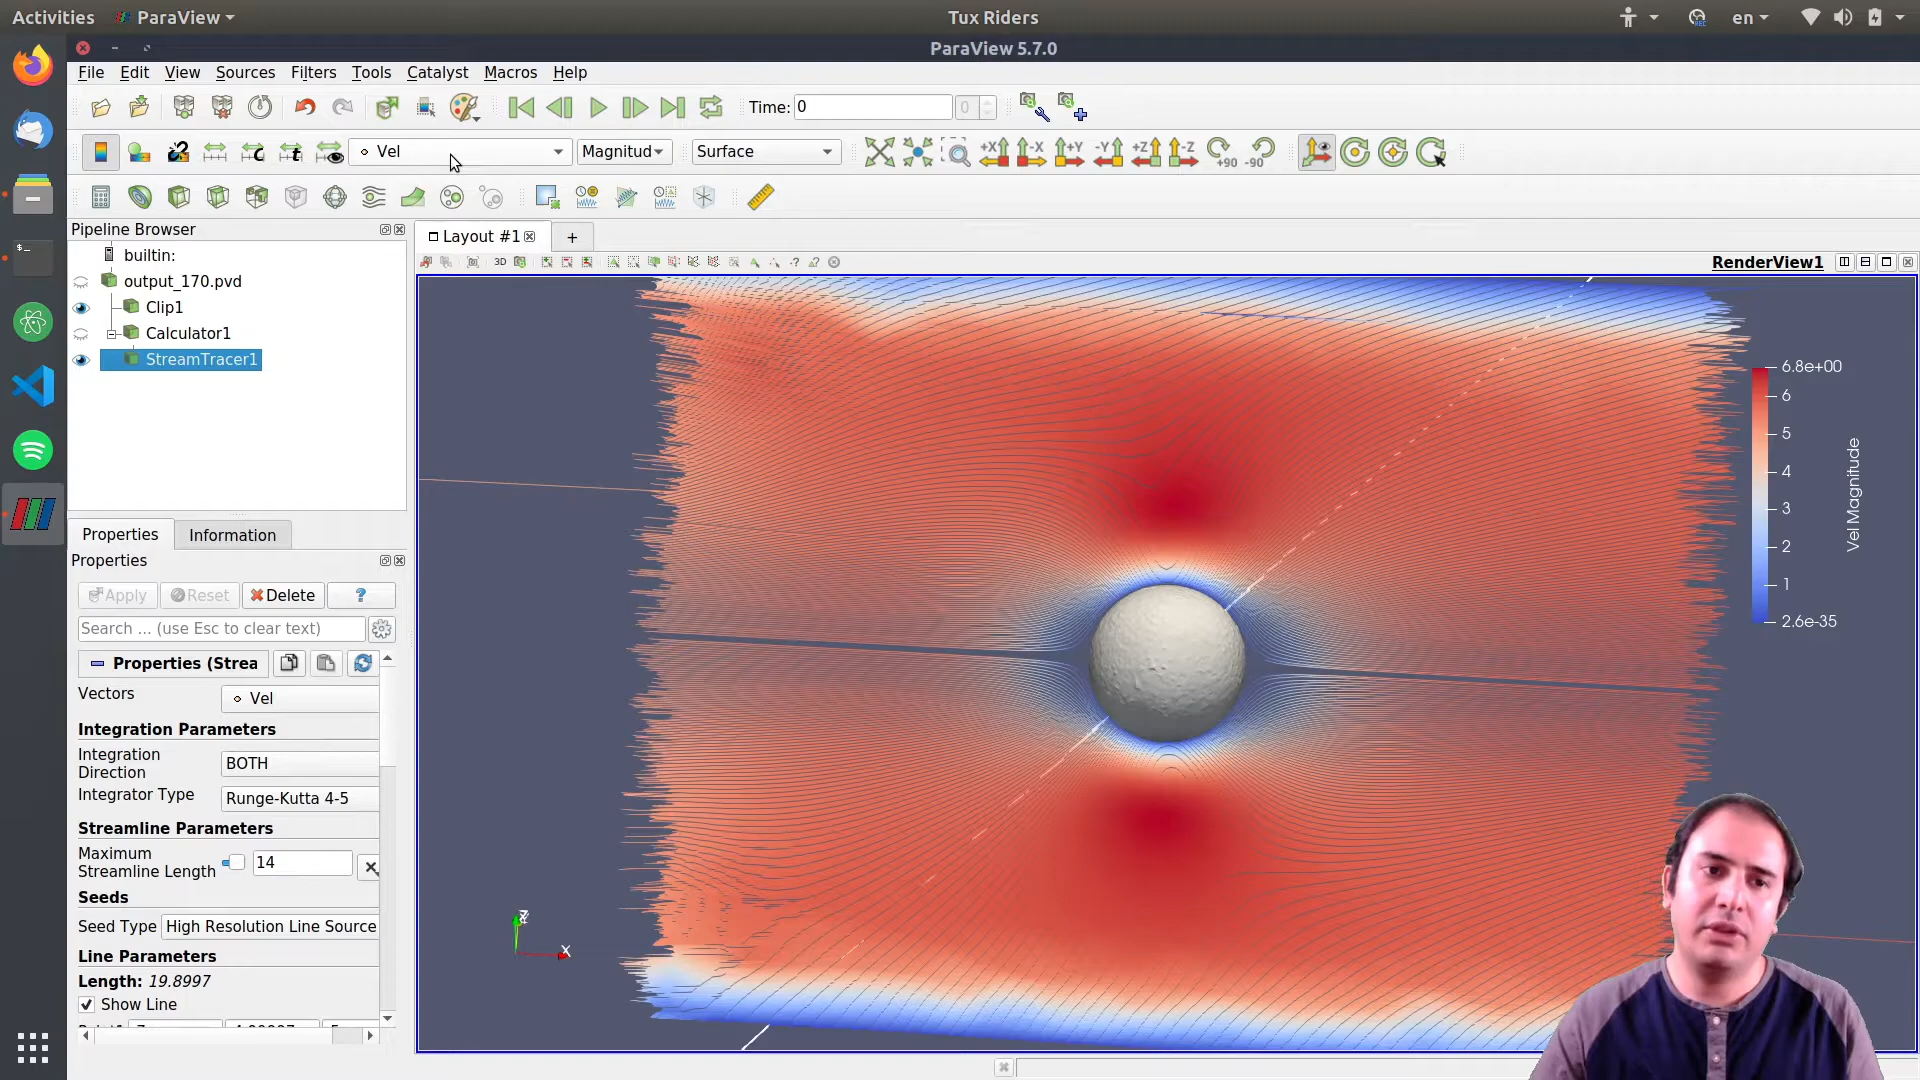 Activities
ParaView
Tux Riders
en
ParaView 5.7.0
File Edit View Sources Filters Tools Catalyst Macros Help
Time: 0
0
Vel
Magnitud
Surface
+X
-X
+Y
-Y
+Z
-Z
+90
-90
Pipeline Browser
builtin:
output_170.pvd
Clip1
Calculator1
StreamTracer1
Layout #1
+
3D
RenderView1
Properties
Information
Properties
Apply
Reset
Delete
?
Search ... (use Esc to clear text)
Properties (Strea
Vectors
Vel
Integration Parameters
Integration
Direction
BOTH
Integrator Type
Runge-Kutta 4-5
Streamline Parameters
Maximum
Streamline Length
14
Seeds
Seed Type
High Resolution Line Source
Line Parameters
Length: 19.8997
Show Line
6.8e+00
6
5
4
3
2
1
2.6e-35
Vel Magnitude
X